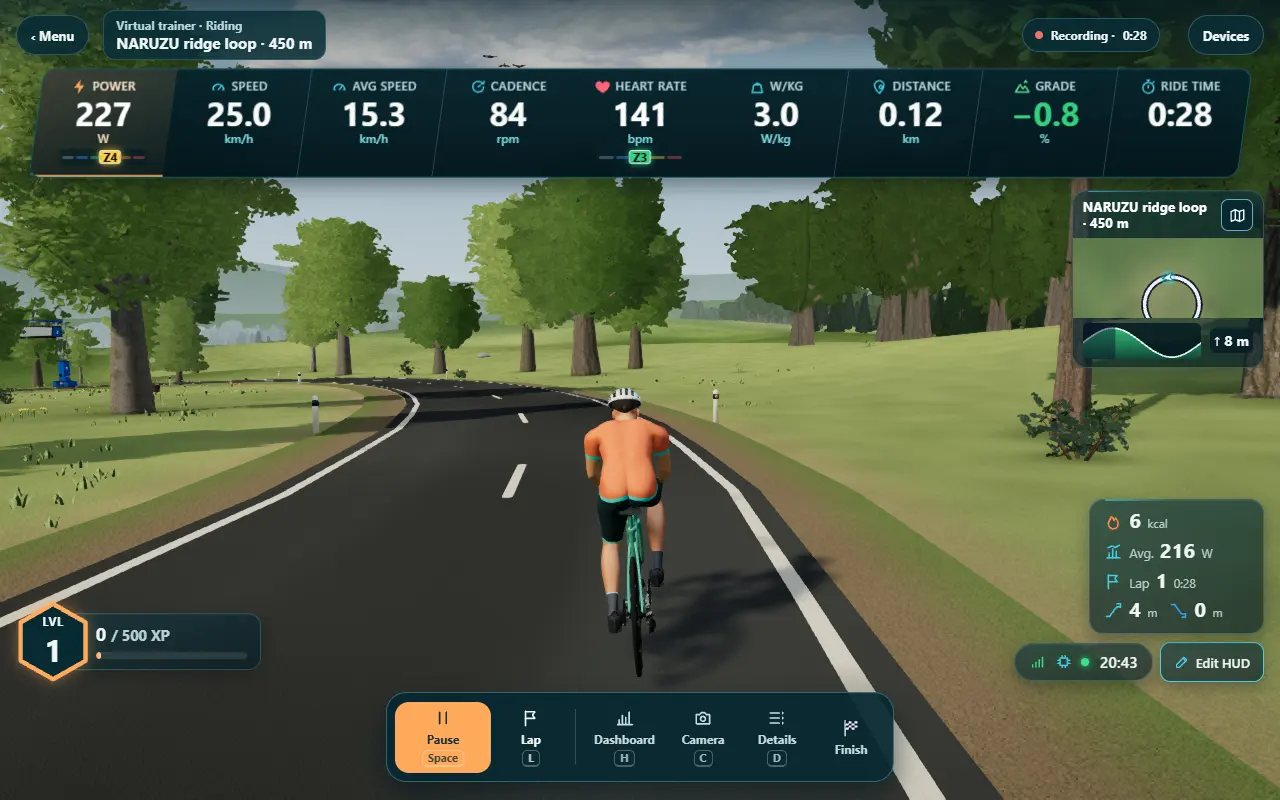 ‹ Menu
Virtual trainer · Riding
NARUZU ridge loop · 450 m
Recording · 0:28
Devices
POWER
227
W
Z4
SPEED
25.0
km/h
AVG SPEED
15.3
km/h
CADENCE
84
rpm
HEART RATE
141
bpm
Z3
W/KG
3.0
W/kg
DISTANCE
0.12
km
GRADE
−0.8
%
RIDE TIME
0:28
NARUZU ridge loop
· 450 m
↑ 8 m
6 kcal
Avg. 216 W
Lap 1 0:28
4 m 0 m
LVL
1
0 / 500 XP
20:43
Edit HUD
Pause
Space
Lap
L
Dashboard
H
Camera
C
Details
D
Finish